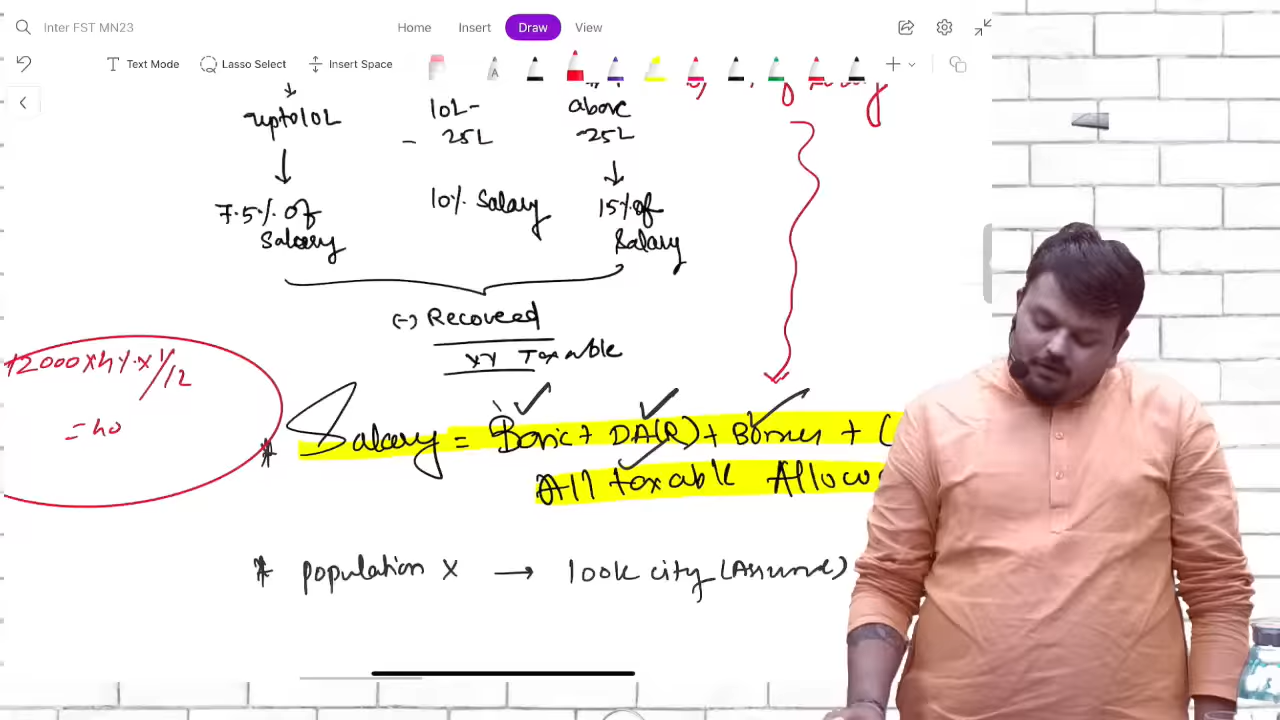 Inter FST MN23
Home Insert Draw View
Text Mode Lasso Select Insert Space
upto 10L
10L-
25L
above
25L
7.5% of
Salary
10% Salary
15% of
Salary
(-) Recovered
XX Taxable
12000 x 4% x 1/12
= 40
* Salary = Basic + DA(R) + Bonus + (
All taxable Allowa
* population X → 100k city (Assume)